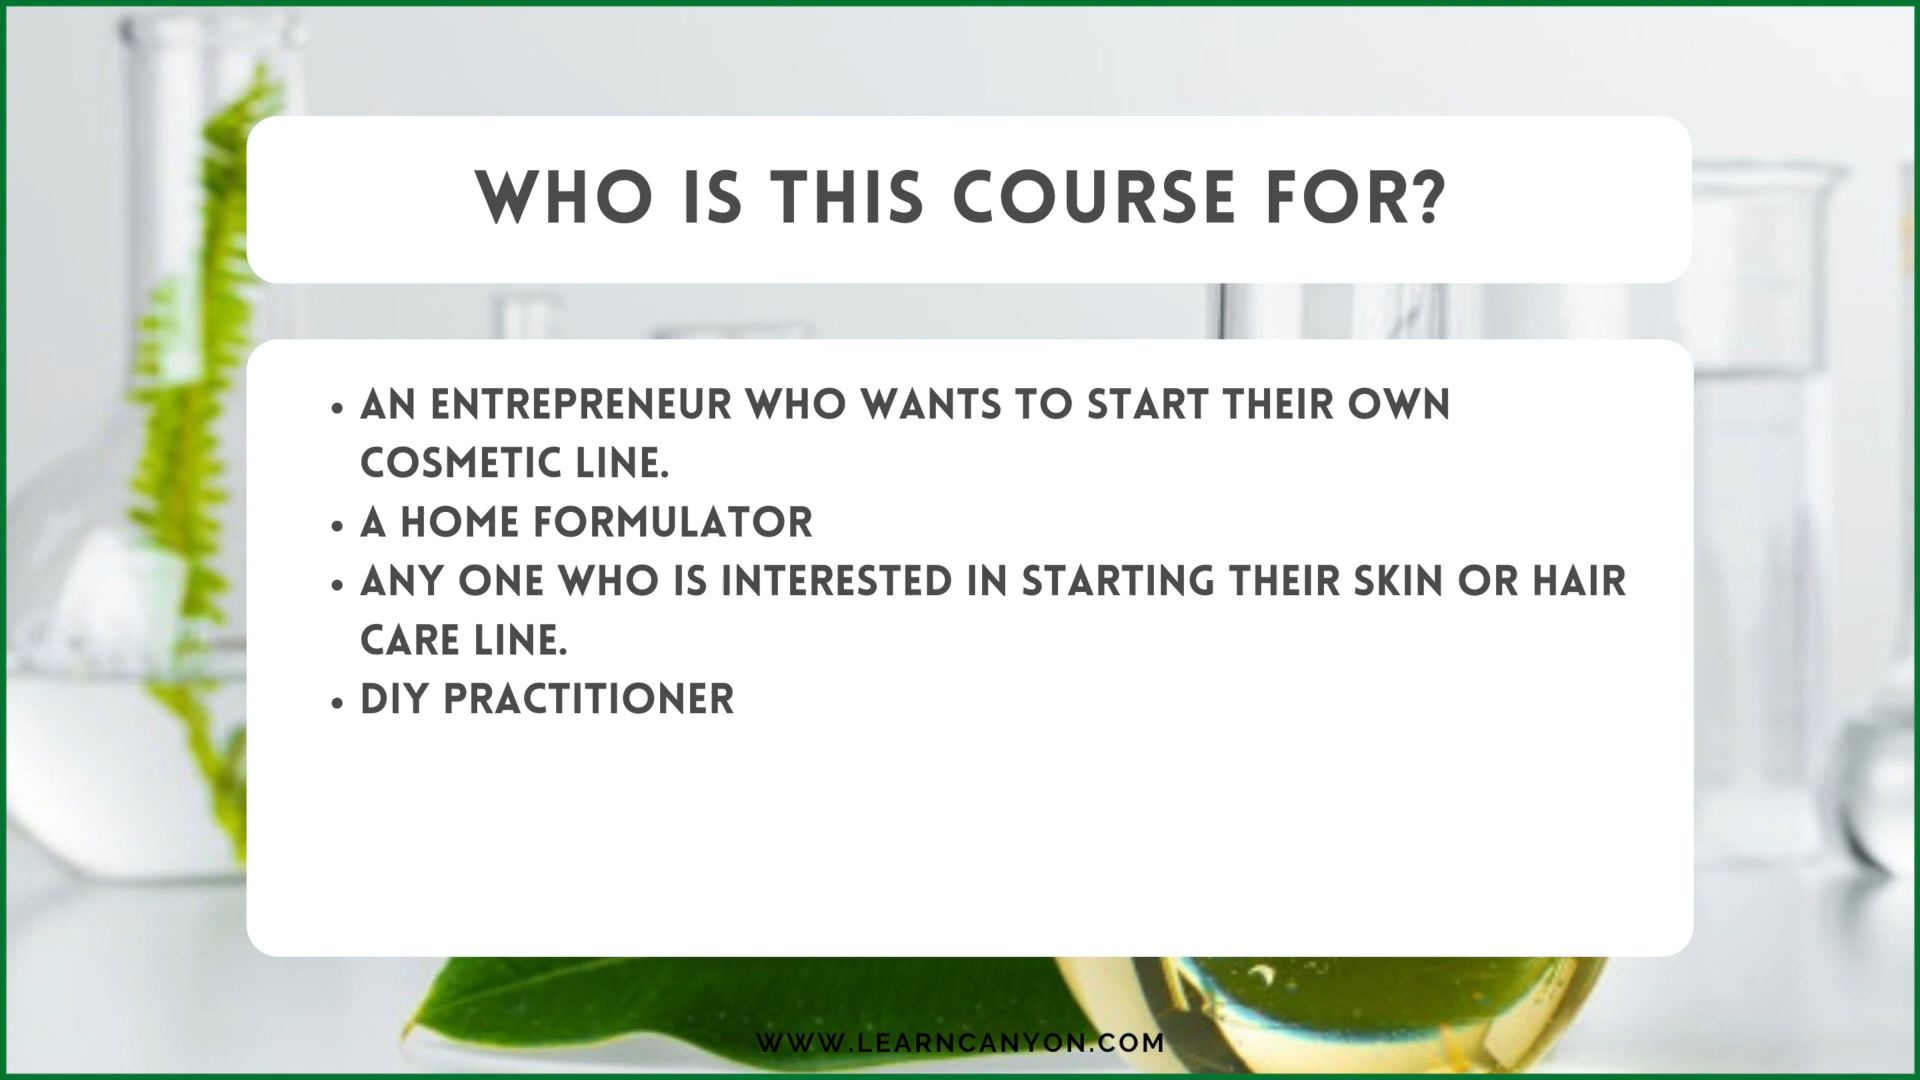 WHO IS THIS COURSE FOR?
• AN ENTREPRENEUR WHO WANTS TO START THEIR OWN
COSMETIC LINE.
• A HOME FORMULATOR
• ANY ONE WHO IS INTERESTED IN STARTING THEIR SKIN OR HAIR
CARE LINE.
• DIY PRACTITIONER
WWW.LEARNCANYON.COM